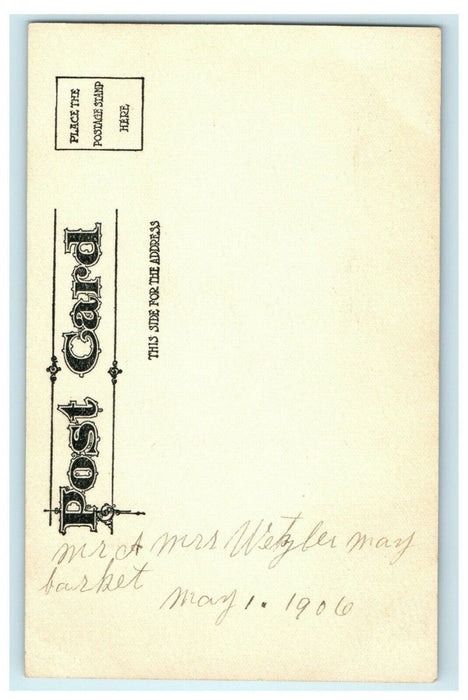 PLACE THE
POSTAGE STAMP
HERE
Post Card
THIS SIDE FOR THE ADDRESS
mr & mrs Wetzler may
basket
may 1. 1906